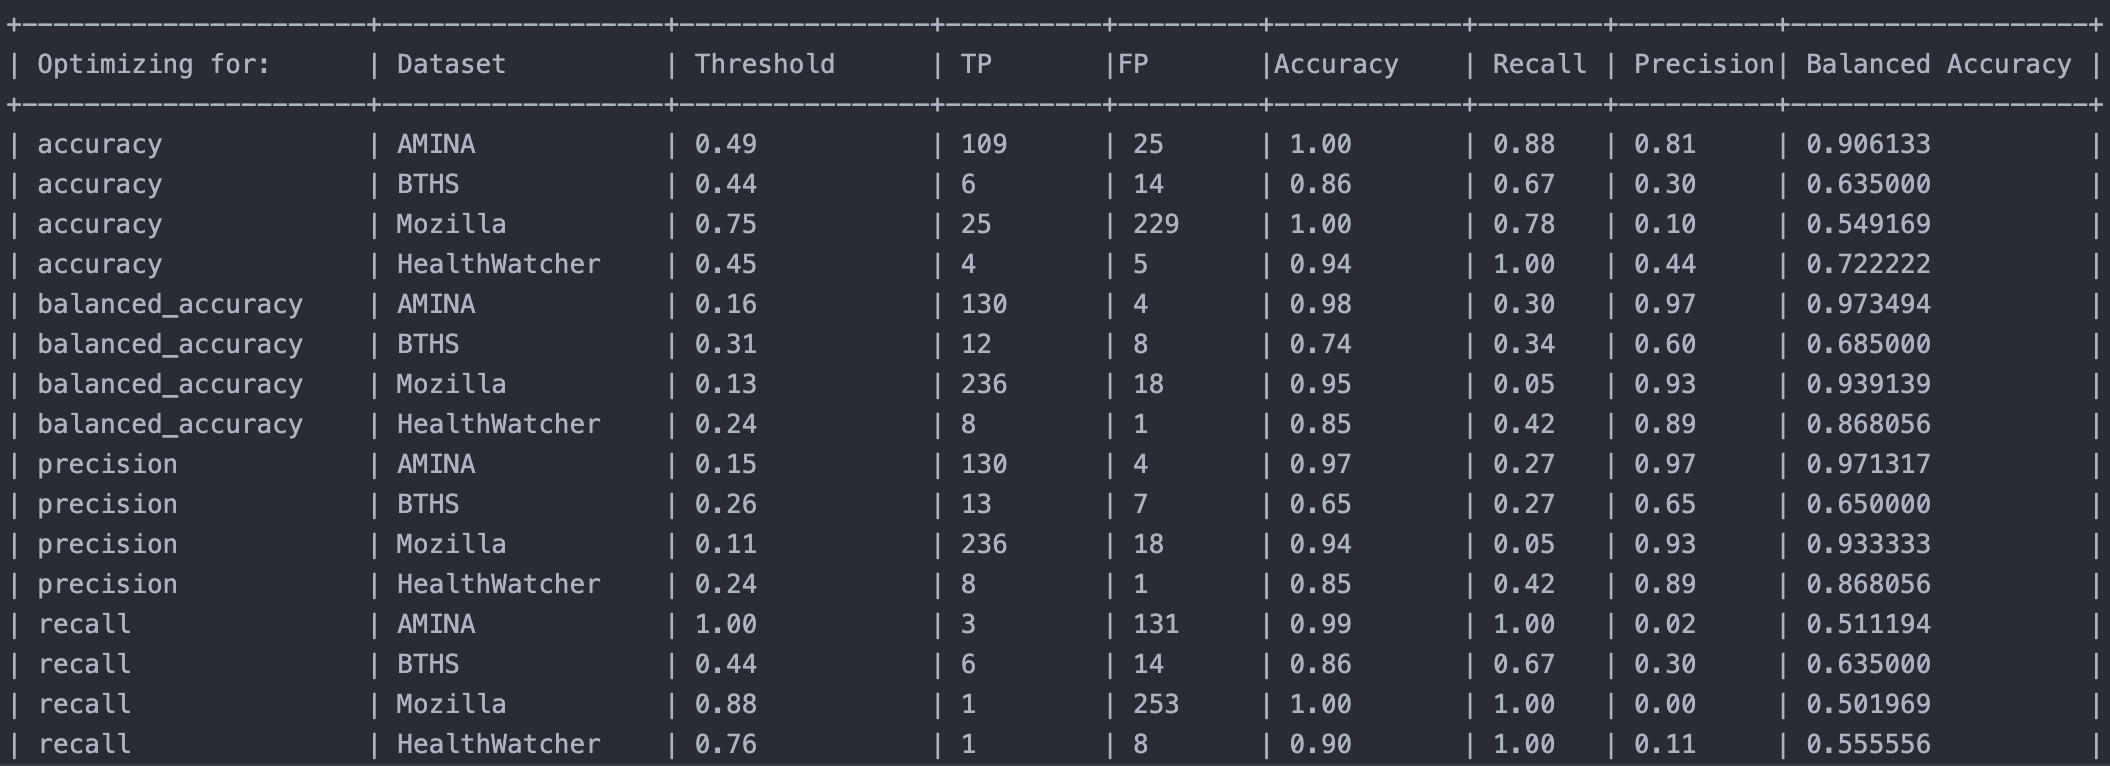 +----------------------+------------------+----------------+----------+---------+------------+--------+----------+-------------------+
| Optimizing for:      | Dataset          | Threshold      | TP       |FP       |Accuracy    | Recall | Precision| Balanced Accuracy |
+----------------------+------------------+----------------+----------+---------+------------+--------+----------+-------------------+
| accuracy             | AMINA            | 0.49           | 109      | 25      | 1.00       | 0.88   | 0.81     | 0.906133          |
| accuracy             | BTHS             | 0.44           | 6        | 14      | 0.86       | 0.67   | 0.30     | 0.635000          |
| accuracy             | Mozilla          | 0.75           | 25       | 229     | 1.00       | 0.78   | 0.10     | 0.549169          |
| accuracy             | HealthWatcher    | 0.45           | 4        | 5       | 0.94       | 1.00   | 0.44     | 0.722222          |
| balanced_accuracy    | AMINA            | 0.16           | 130      | 4       | 0.98       | 0.30   | 0.97     | 0.973494          |
| balanced_accuracy    | BTHS             | 0.31           | 12       | 8       | 0.74       | 0.34   | 0.60     | 0.685000          |
| balanced_accuracy    | Mozilla          | 0.13           | 236      | 18      | 0.95       | 0.05   | 0.93     | 0.939139          |
| balanced_accuracy    | HealthWatcher    | 0.24           | 8        | 1       | 0.85       | 0.42   | 0.89     | 0.868056          |
| precision            | AMINA            | 0.15           | 130      | 4       | 0.97       | 0.27   | 0.97     | 0.971317          |
| precision            | BTHS             | 0.26           | 13       | 7       | 0.65       | 0.27   | 0.65     | 0.650000          |
| precision            | Mozilla          | 0.11           | 236      | 18      | 0.94       | 0.05   | 0.93     | 0.933333          |
| precision            | HealthWatcher    | 0.24           | 8        | 1       | 0.85       | 0.42   | 0.89     | 0.868056          |
| recall               | AMINA            | 1.00           | 3        | 131     | 0.99       | 1.00   | 0.02     | 0.511194          |
| recall               | BTHS             | 0.44           | 6        | 14      | 0.86       | 0.67   | 0.30     | 0.635000          |
| recall               | Mozilla          | 0.88           | 1        | 253     | 1.00       | 1.00   | 0.00     | 0.501969          |
| recall               | HealthWatcher    | 0.76           | 1        | 8       | 0.90       | 1.00   | 0.11     | 0.555556          |